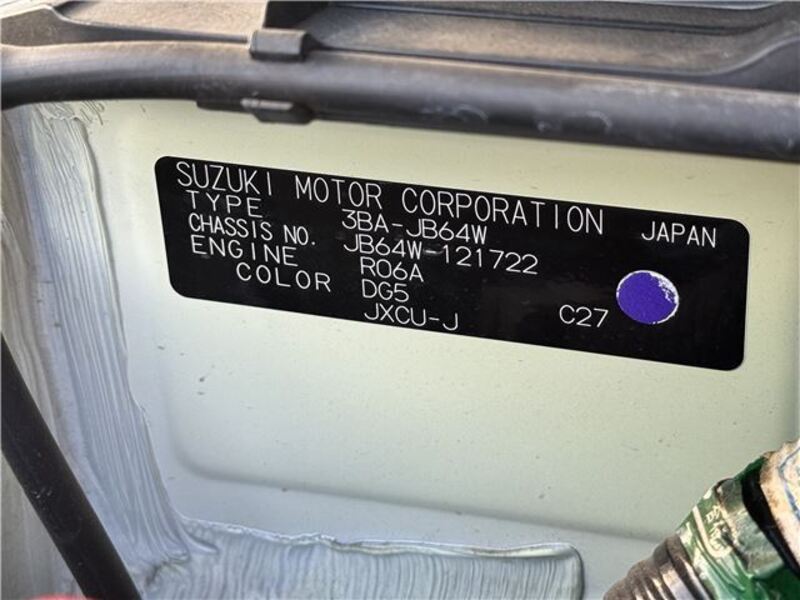 SUZUKI MOTOR CORPORATION JAPAN
TYPE 3BA-JB64W
CHASSIS NO. JB64W-121722
ENGINE R06A
COLOR DG5
JXCU-J C27